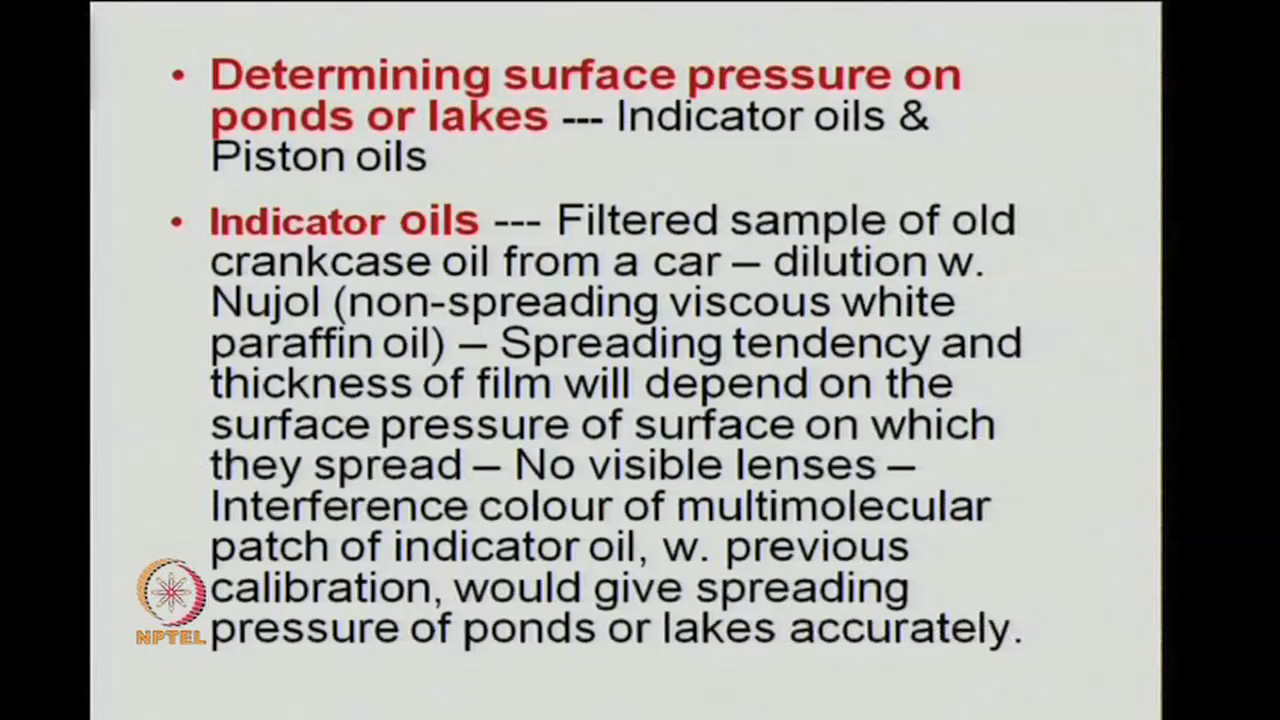 • Determining surface pressure on
ponds or lakes --- Indicator oils &
Piston oils
• Indicator oils --- Filtered sample of old
crankcase oil from a car – dilution w.
Nujol (non-spreading viscous white
paraffin oil) – Spreading tendency and
thickness of film will depend on the
surface pressure of surface on which
they spread – No visible lenses –
Interference colour of multimolecular
patch of indicator oil, w. previous
calibration, would give spreading
pressure of ponds or lakes accurately.
NPTEL